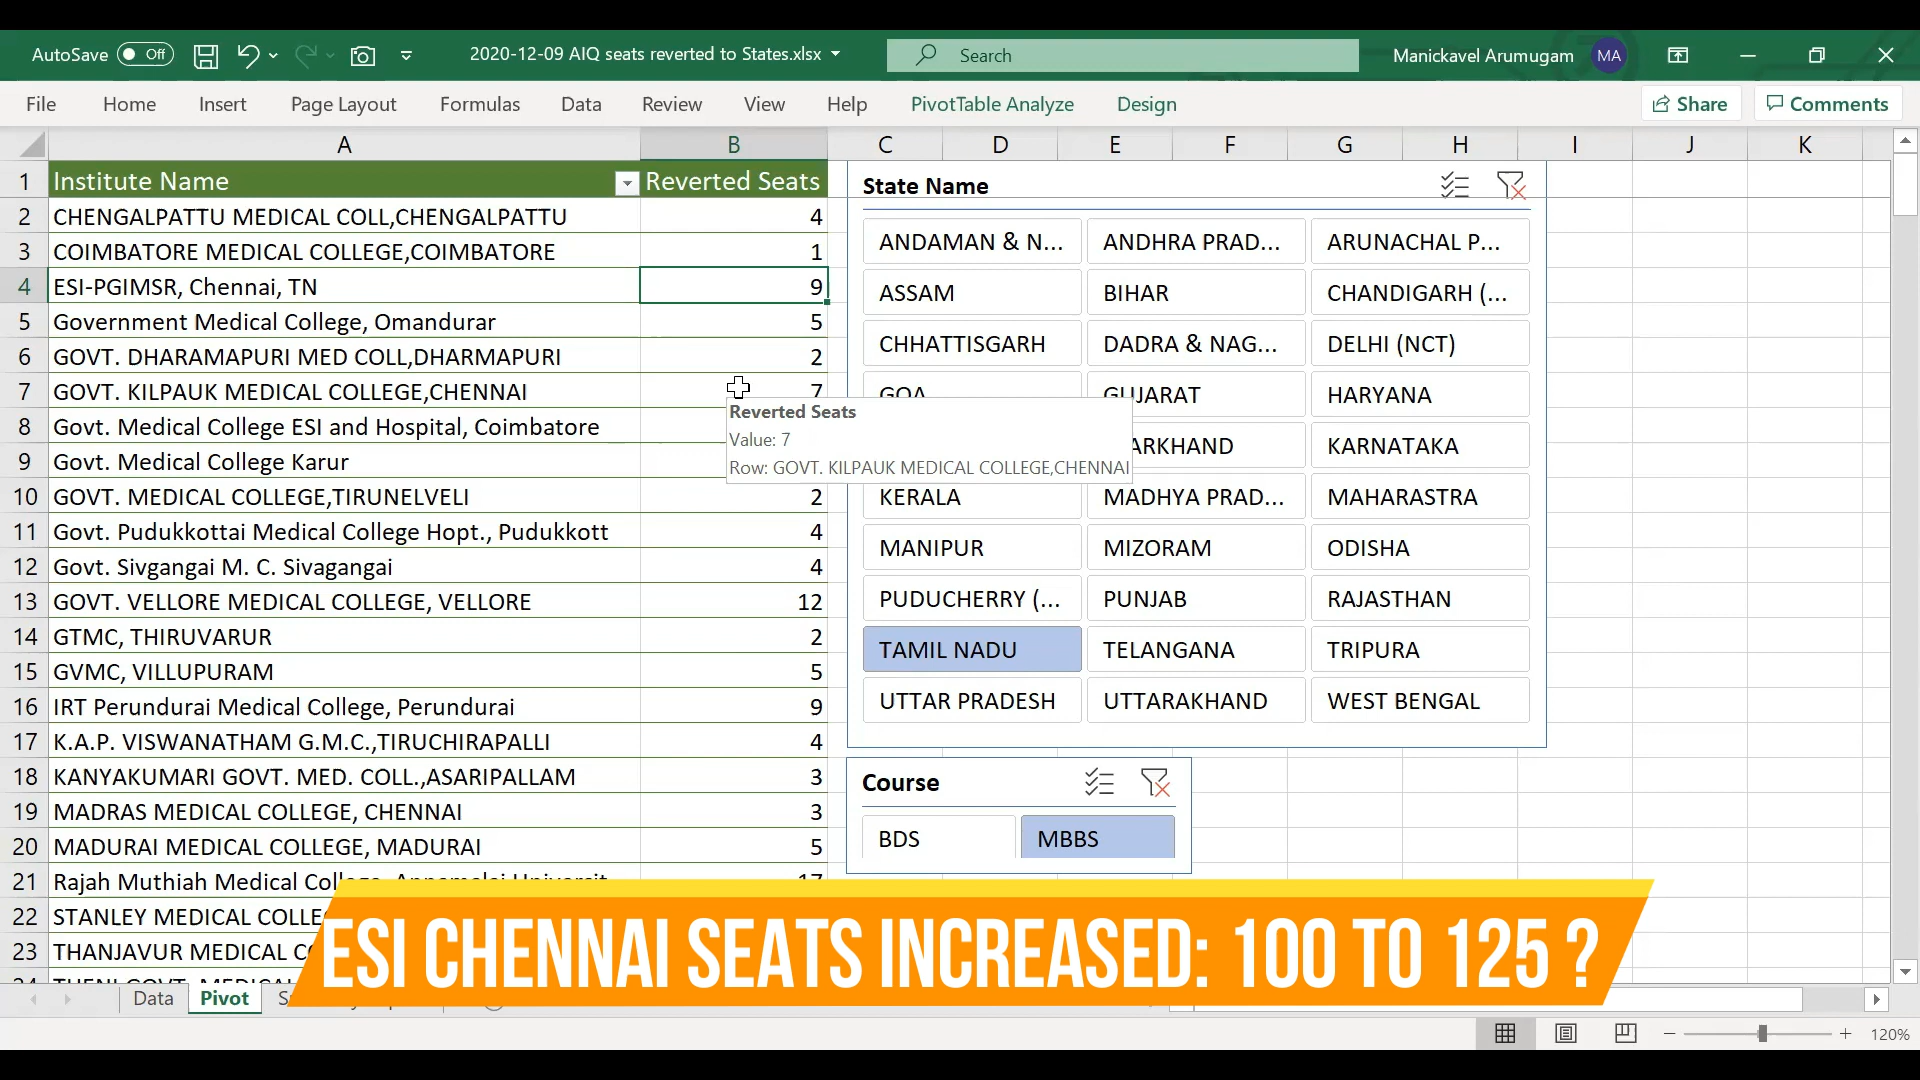 AutoSave Off 2020-12-09 AIQ seats reverted to States.xlsx Search Manickavel Arumugam MA
File Home Insert Page Layout Formulas Data Review View Help PivotTable Analyze Design Share Comments
A B C D E F G H I J K
1 Institute Name Reverted Seats
2 CHENGALPATTU MEDICAL COLL,CHENGALPATTU 4
3 COIMBATORE MEDICAL COLLEGE,COIMBATORE 1
4 ESI-PGIMSR, Chennai, TN 9
5 Government Medical College, Omandurar 5
6 GOVT. DHARAMAPURI MED COLL,DHARMAPURI 2
7 GOVT. KILPAUK MEDICAL COLLEGE,CHENNAI 7
8 Govt. Medical College ESI and Hospital, Coimbatore
9 Govt. Medical College Karur
10 GOVT. MEDICAL COLLEGE,TIRUNELVELI 2
11 Govt. Pudukkottai Medical College Hopt., Pudukkott 4
12 Govt. Sivgangai M. C. Sivagangai 4
13 GOVT. VELLORE MEDICAL COLLEGE, VELLORE 12
14 GTMC, THIRUVARUR 2
15 GVMC, VILLUPURAM 5
16 IRT Perundurai Medical College, Perundurai 9
17 K.A.P. VISWANATHAM G.M.C.,TIRUCHIRAPALLI 4
18 KANYAKUMARI GOVT. MED. COLL.,ASARIPALLAM 3
19 MADRAS MEDICAL COLLEGE, CHENNAI 3
20 MADURAI MEDICAL COLLEGE, MADURAI 5
21 Rajah Muthiah Medical 17
22 STANLEY MEDICAL
23 THANJAVUR MEDICAL
State Name
ANDAMAN & N... ANDHRA PRAD... ARUNACHAL P...
ASSAM BIHAR CHANDIGARH (...
CHHATTISGARH DADRA & NAG... DELHI (NCT)
GOA GUJARAT HARYANA
ARKHAND KARNATAKA
KERALA MADHYA PRAD... MAHARASTRA
MANIPUR MIZORAM ODISHA
PUDUCHERRY (... PUNJAB RAJASTHAN
TAMIL NADU TELANGANA TRIPURA
UTTAR PRADESH UTTARAKHAND WEST BENGAL
Reverted Seats
Value: 7
Row: GOVT. KILPAUK MEDICAL COLLEGE,CHENNAI
Course
BDS MBBS
ESI CHENNAI SEATS INCREASED: 100 TO 125 ?
Data Pivot
120%